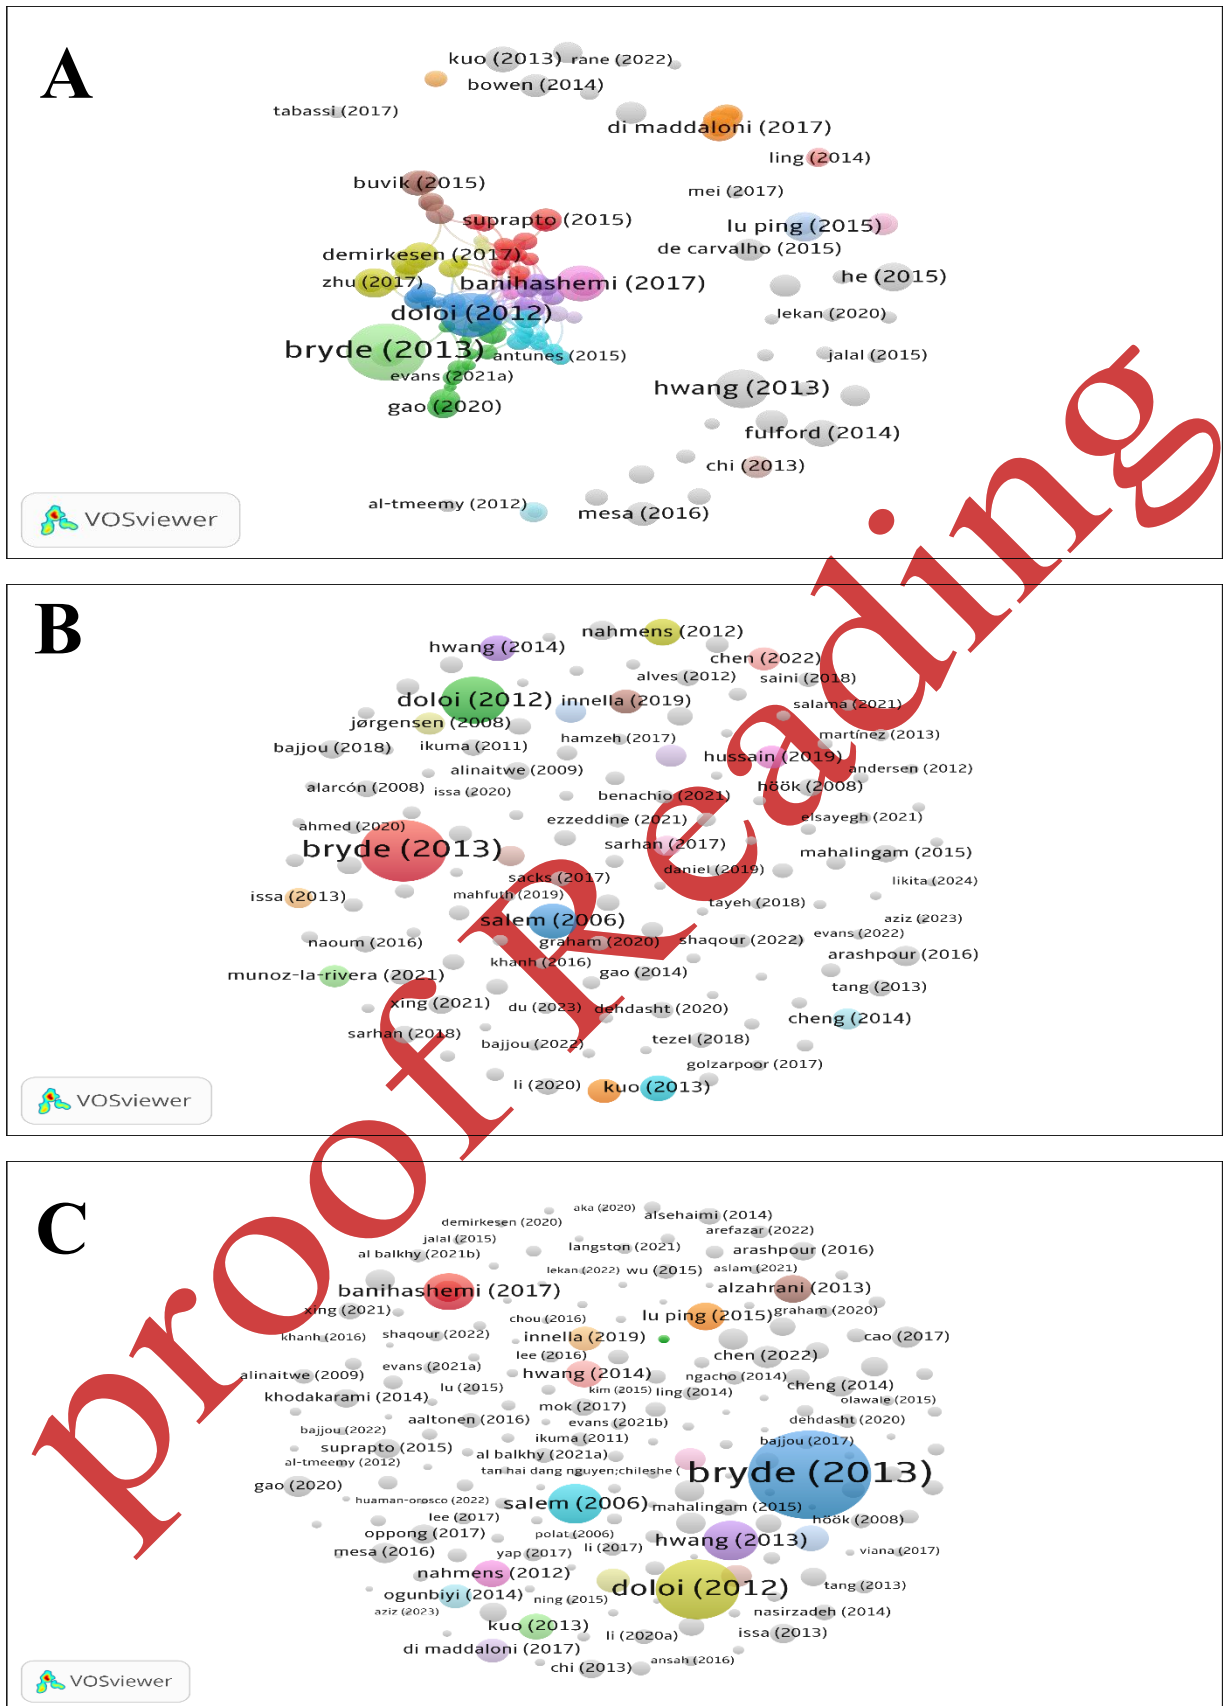 A
kuo (2013)
rane (2022)
bowen (2014)
tabassi (2017)
di maddaloni (2017)
ling (2014)
buvik (2015)
mei (2017)
suprapto (2015)
lu ping (2015)
de carvalho (2015)
demirkesen (2017)
zhu (2017)
banihashemi (2017)
he (2015)
doloi (2012)
lekan (2020)
bryde (2013)
antunes (2015)
jalal (2015)
evans (2021a)
hwang (2013)
gao (2020)
fulford (2014)
chi (2013)
al-tmeemy (2012)
mesa (2016)
VOSviewer
proof Reading
B
nahmens (2012)
hwang (2014)
chen (2022)
alves (2012)
saini (2018)
doloi (2012)
innella (2019)
salama (2021)
jørgensen (2008)
martínez (2013)
bajjou (2018)
ikuma (2011)
hamzeh (2017)
hussain (2019)
alinaitwe (2009)
andersen (2012)
alarcón (2008)
issa (2020)
benachio (2021)
höök (2008)
ahmed (2020)
ezzeddine (2021)
elsayegh (2021)
bryde (2013)
sarhan (2017)
mahalingam (2015)
sacks (2017)
daniel (2019)
likita (2024)
issa (2013)
mahfuth (2019)
tayeh (2018)
salem (2006)
aziz (2023)
naoum (2016)
graham (2020)
shaqour (2022)
evans (2022)
khanh (2016)
arashpour (2016)
munoz-la-rivera (2021)
gao (2014)
tang (2013)
xing (2021)
du (2023)
dehdasht (2020)
cheng (2014)
sarhan (2018)
bajjou (2022)
tezel (2018)
golzarpoor (2017)
li (2020)
kuo (2013)
VOSviewer
C
aka (2020)
demirkesen (2020)
alsehaimi (2014)
arefazar (2022)
jalal (2015)
al balkhy (2021b)
langston (2021)
arashpour (2016)
lekan (2022)
wu (2015)
aslam (2021)
banihashemi (2017)
alzahrani (2013)
xing (2021)
chou (2016)
lu ping (2015)
graham (2020)
khanh (2016)
shaqour (2022)
innella (2019)
cao (2017)
lee (2016)
chen (2022)
alinaitwe (2009)
evans (2021a)
hwang (2014)
ngacho (2014)
lu (2015)
kim (2015)
ling (2014)
cheng (2014)
khodakarami (2014)
mok (2017)
olawale (2015)
aaltonen (2016)
evans (2021b)
dehdasht (2020)
bajjou (2022)
ikuma (2011)
bajjou (2017)
suprapto (2015)
al balkhy (2021a)
al-tmeemy (2012)
tan hai dang nguyen;chileshe (
bryde (2013)
gao (2020)
huaman-orosco (2022)
salem (2006)
mahalingam (2015)
lee (2017)
höök (2008)
oppong (2017)
polat (2006)
hwang (2013)
mesa (2016)
yap (2017)
li (2017)
viana (2017)
nahmens (2012)
doloi (2012)
tang (2013)
ogunbiyi (2014)
ning (2015)
aziz (2023)
nasirzadeh (2014)
kuo (2013)
li (2020a)
issa (2013)
di maddaloni (2017)
chi (2013)
ansah (2016)
VOSviewer